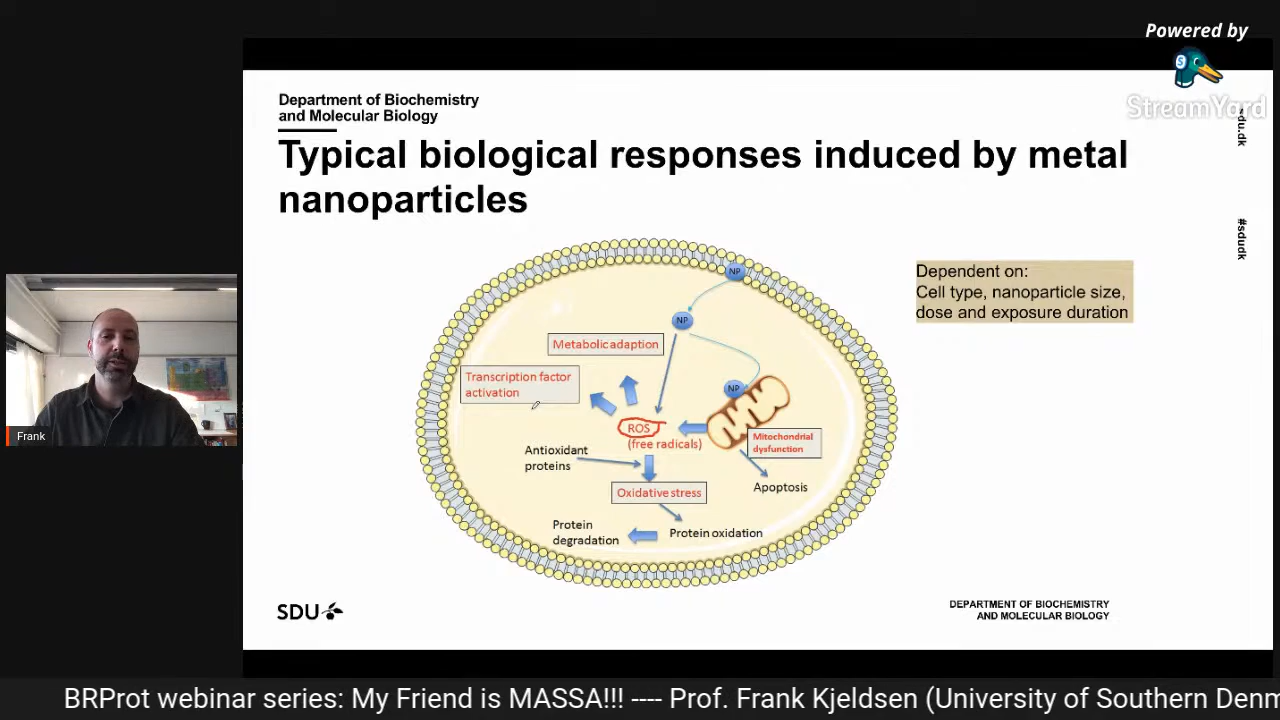 Powered by
StreamYard
Department of Biochemistry
and Molecular Biology
sdu.dk
#sdudk
Typical biological responses induced by metal
nanoparticles
NP
NP
NP
Dependent on:
Cell type, nanoparticle size,
dose and exposure duration
Metabolic adaption
Transcription factor
activation
ROS
(free radicals)
Mitochondrial
dysfunction
Antioxidant
proteins
Apoptosis
Oxidative stress
Protein
degradation
Protein oxidation
Frank
SDU
DEPARTMENT OF BIOCHEMISTRY
AND MOLECULAR BIOLOGY
BRProt webinar series: My Friend is MASSA!!! ---- Prof. Frank Kjeldsen (University of Southern Denm